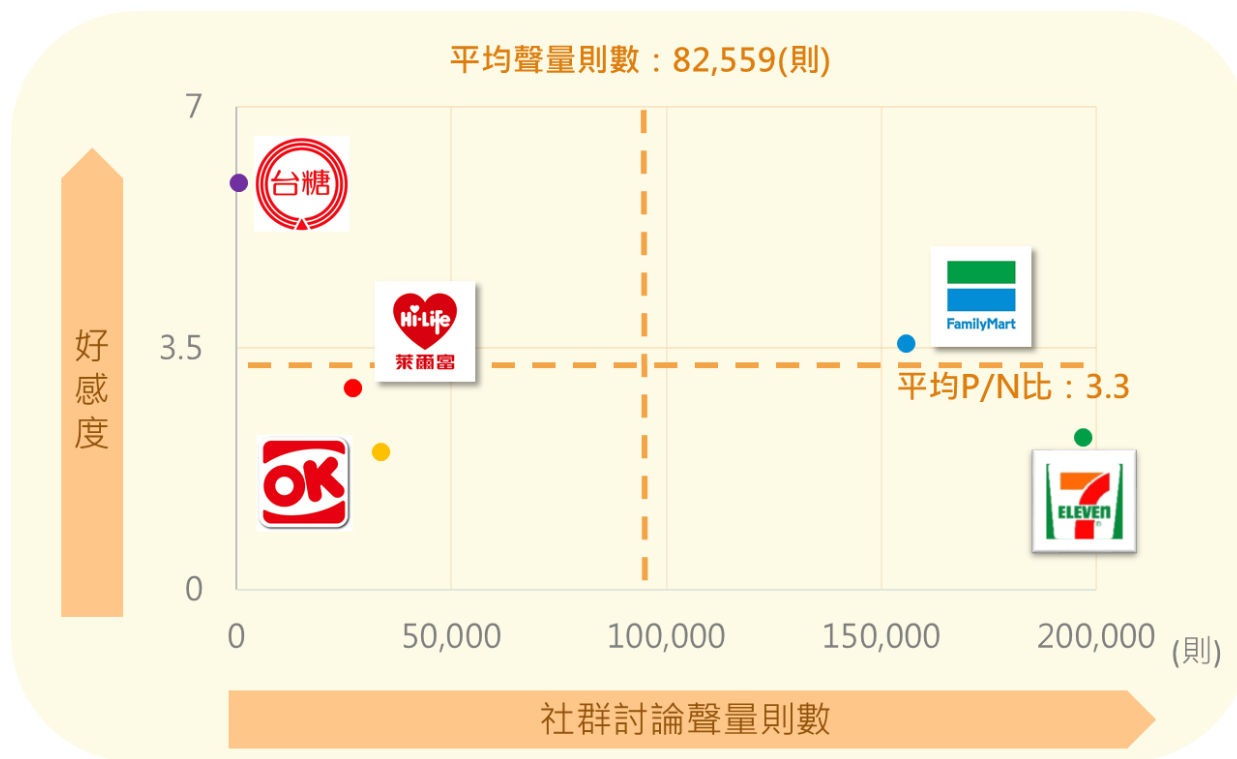 平均聲量則數：82,559(則)
7
台糖
Hi-Life
萊爾富
FamilyMart
好感度
3.5
平均P/N比：3.3
OK
7
ELEVEN
®
0
0
50,000
100,000
150,000
200,000
(則)
社群討論聲量則數